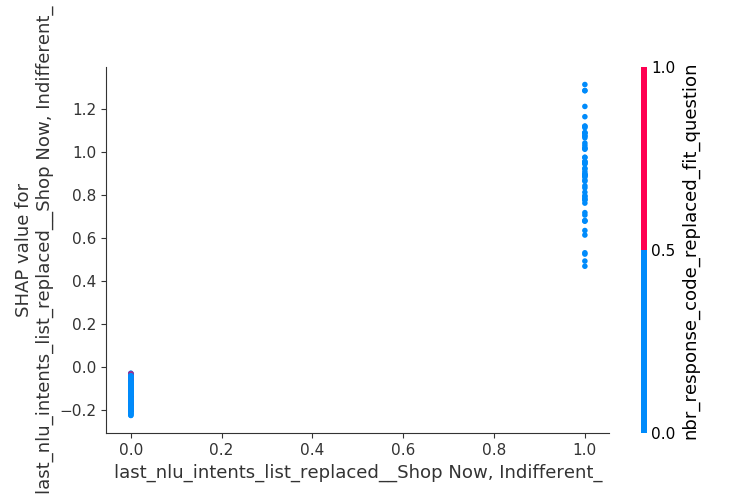 SHAP value for
last_nlu_intents_list_replaced__Shop Now, Indifferent_
1.2
1.0
0.8
0.6
0.4
0.2
0.0
−0.2
0.0 0.2 0.4 0.6 0.8 1.0
last_nlu_intents_list_replaced__Shop Now, Indifferent_
1.0
0.5
0.0
nbr_response_code_replaced_fit_question